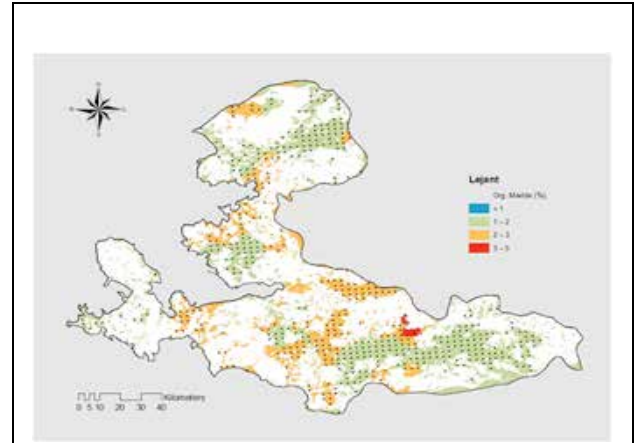 Lejant
Org. Madde (%)
< 1
1 – 2
2 – 3
3 – 5
Kilometers
0 5 10 20 30 40